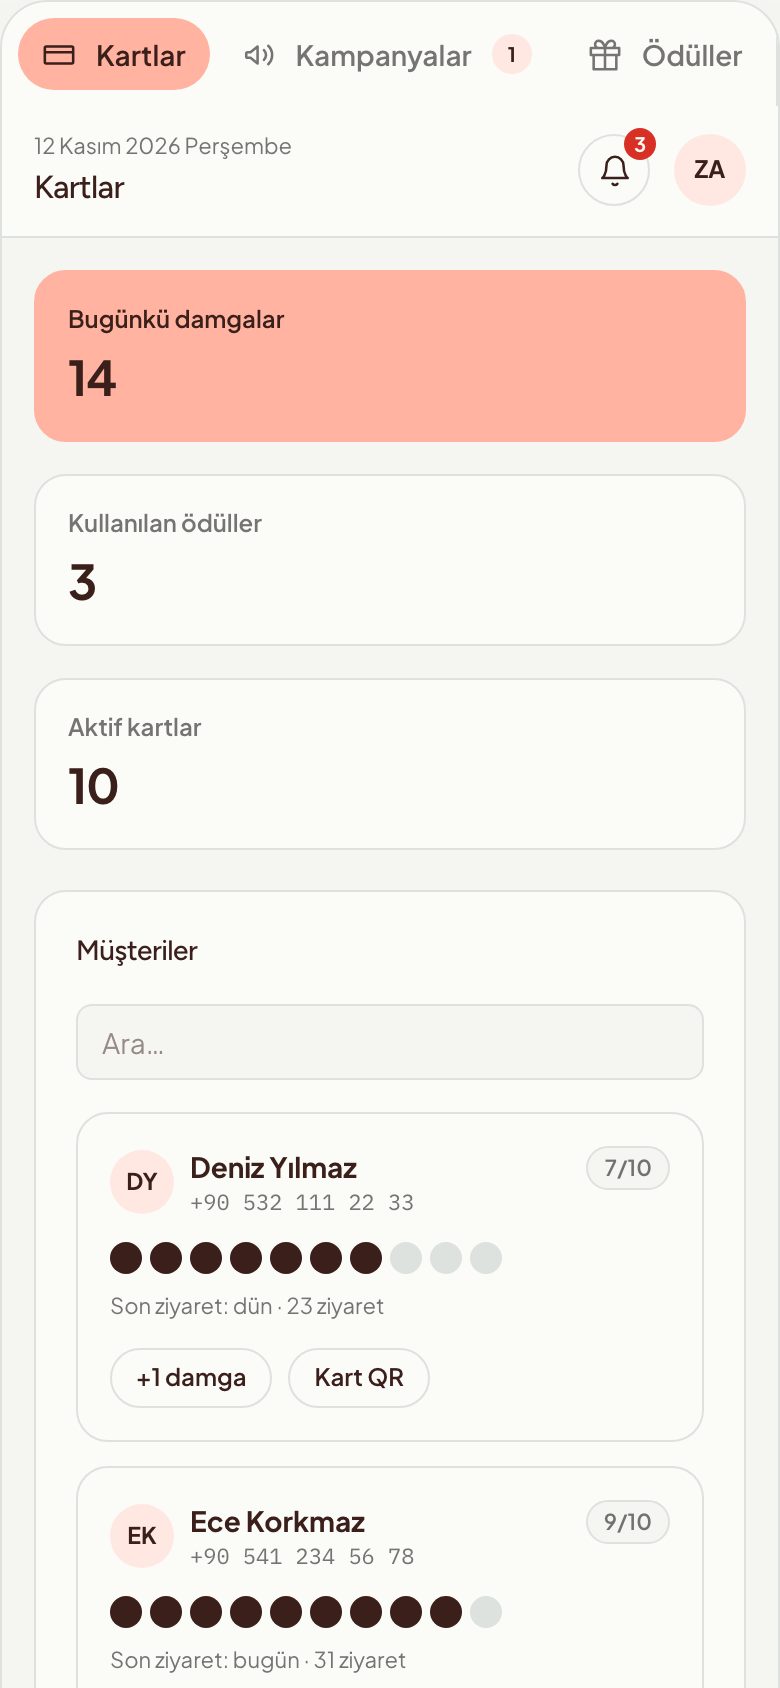 Kartlar Kampanyalar 1 Ödüller
12 Kasım 2026 Perşembe
Kartlar
3
ZA
Bugünkü damgalar
14
Kullanılan ödüller
3
Aktif kartlar
10
Müşteriler
Ara...
DY Deniz Yılmaz 7/10
+90 532 111 22 33
Son ziyaret: dün · 23 ziyaret
+1 damga Kart QR
EK Ece Korkmaz 9/10
+90 541 234 56 78
Son ziyaret: bugün · 31 ziyaret